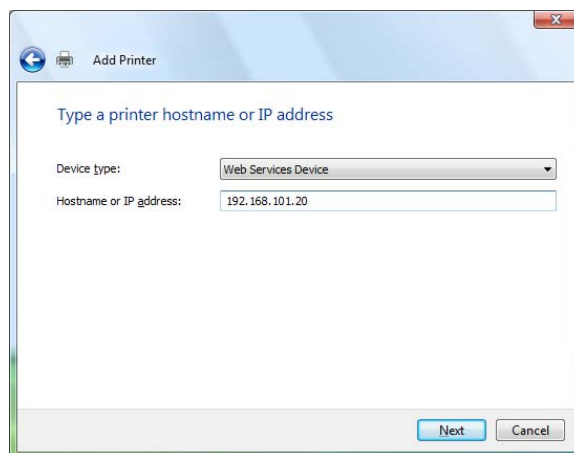 Add Printer
Type a printer hostname or IP address
Device type: Web Services Device
Hostname or IP address: 192.168.101.20
Next Cancel